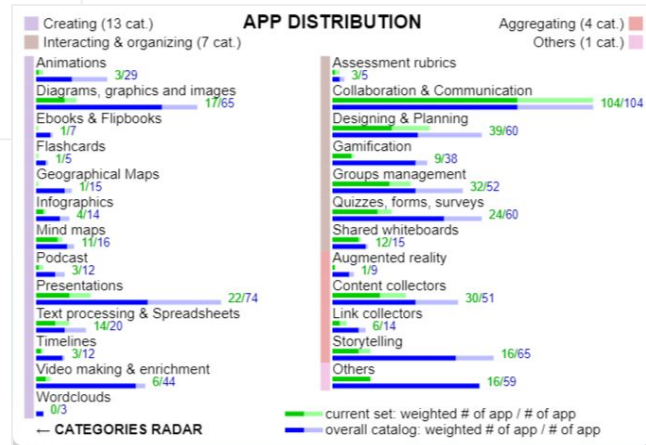 APP DISTRIBUTION
Creating (13 cat.)
Interacting & organizing (7 cat.)
Aggregating (4 cat.)
Others (1 cat.)
Animations
3/29
Diagrams, graphics and images
17/65
Ebooks & Flipbooks
1/7
Flashcards
1/5
Geographical Maps
1/15
Infographics
4/14
Mind maps
11/16
Podcast
3/12
Presentations
22/74
Text processing & Spreadsheets
14/20
Timelines
3/12
Video making & enrichment
6/44
Wordclouds
0/3
← CATEGORIES RADAR
Assessment rubrics
3/5
Collaboration & Communication
104/104
Designing & Planning
39/60
Gamification
9/38
Groups management
32/52
Quizzes, forms, surveys
24/60
Shared whiteboards
12/15
Augmented reality
1/9
Content collectors
30/51
Link collectors
6/14
Storytelling
16/65
Others
16/59
current set: weighted # of app / # of app
overall catalog: weighted # of app / # of app